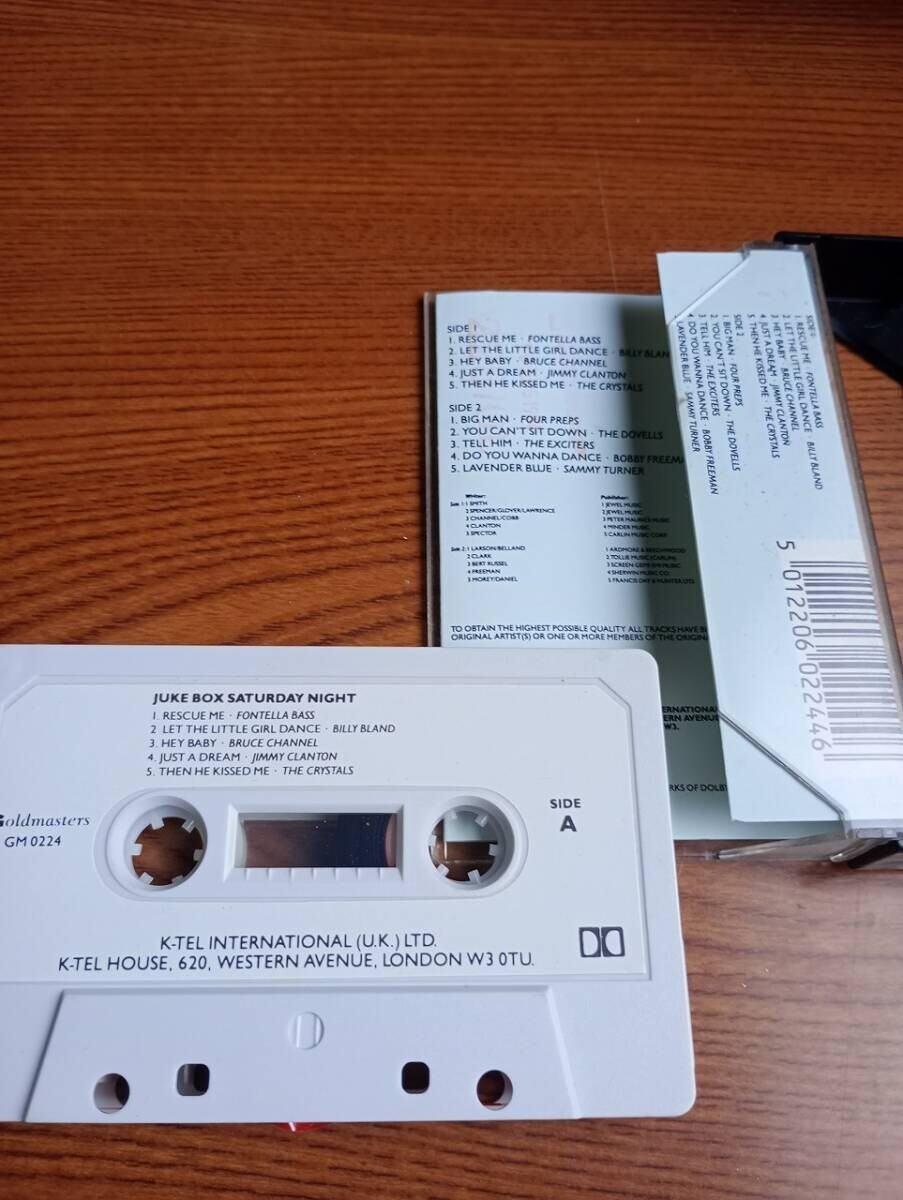 SIDE 1
1. RESCUE ME · FONTELLA BASS
2. LET THE LITTLE GIRL DANCE · BILLY BLAN
3. HEY BABY · BRUCE CHANNEL
4. JUST A DREAM · JIMMY CLANTON
5. THEN HE KISSED ME · THE CRYSTALS
SIDE 2
1. BIG MAN · FOUR PREPS
2. YOU CAN'T SIT DOWN · THE DOVELLS
3. TELL HIM · THE EXCITERS
4. DO YOU WANNA DANCE · BOBBY FREEMA
5. LAVENDER BLUE · SAMMY TURNER
Writer:
Side 1: 1 SMITH
2 SPENCER/GLOVER/LAWRENCE
3 CHANNEL/COBB
4 CLANTON
5 SPECTOR
Side 2: 1 LARSON/BELLAND
2 CLARK
3 BERT RUSSEL
4 FREEMAN
5 MOREY/DANIEL
Publisher:
1 JEWEL MUSIC
2 JEWEL MUSIC
3 PETER MAURICE MUSIC
4 MINDER MUSIC
5 CARLIN MUSIC CORP
1 ARDMORE & BEECHWOOD
2 TOLLIE MUSIC (CARLIN)
3 SCREEN GEMS EMI MUSIC
4 SHERWIN MUSIC CO
5 FRANCIS DAY & HUNTER LTD
TO OBTAIN THE HIGHEST POSSIBLE QUALITY ALL TRACKS HAVE B
ORIGINAL ARTIST(S) OR ONE OR MORE MEMBERS OF THE ORIGIN
ERNATIONAL
ERN AVENUE
W3.
RKS OF DOLB
SIDE 1
1. RESCUE ME · FONTELLA BASS
2. LET THE LITTLE GIRL DANCE · BILLY BLAND
3. HEY BABY · BRUCE CHANNEL
4. JUST A DREAM · JIMMY CLANTON
5. THEN HE KISSED ME · THE CRYSTALS
SIDE 2
1. BIG MAN · FOUR PREPS
2. YOU CAN'T SIT DOWN · THE DOVELLS
3. TELL HIM · THE EXCITERS
4. DO YOU WANNA DANCE · BOBBY FREEMAN
LAVENDER BLUE · SAMMY TURNER
5 012206 022446
JUKE BOX SATURDAY NIGHT
1. RESCUE ME · FONTELLA BASS
2. LET THE LITTLE GIRL DANCE · BILLY BLAND
3. HEY BABY · BRUCE CHANNEL
4. JUST A DREAM · JIMMY CLANTON
5. THEN HE KISSED ME · THE CRYSTALS
Goldmasters
GM 0224
SIDE
A
K-TEL INTERNATIONAL (U.K.) LTD.
K-TEL HOUSE, 620, WESTERN AVENUE, LONDON W3 0TU.